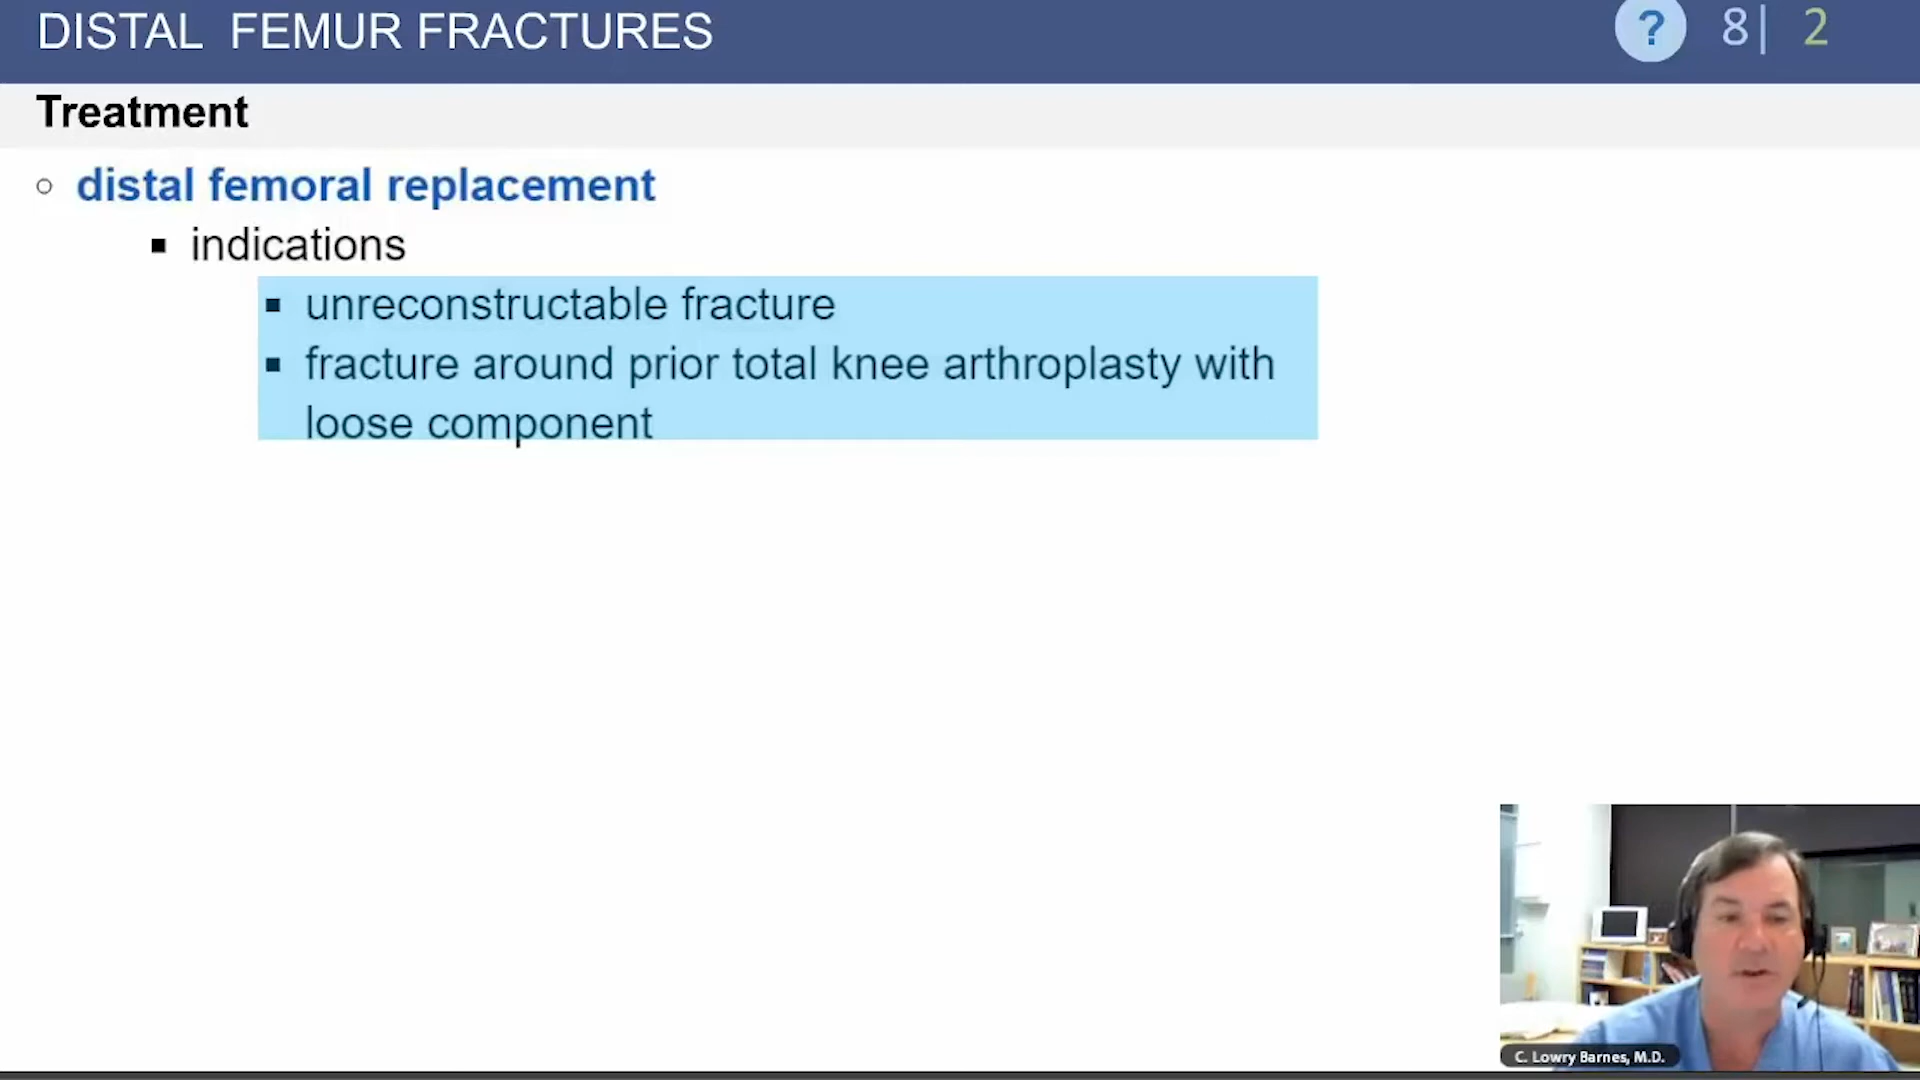 DISTAL FEMUR FRACTURES
? 8| 2
Treatment
distal femoral replacement
indications
unreconstructable fracture
fracture around prior total knee arthroplasty with
loose component
C. Lowry Barnes, M.D.